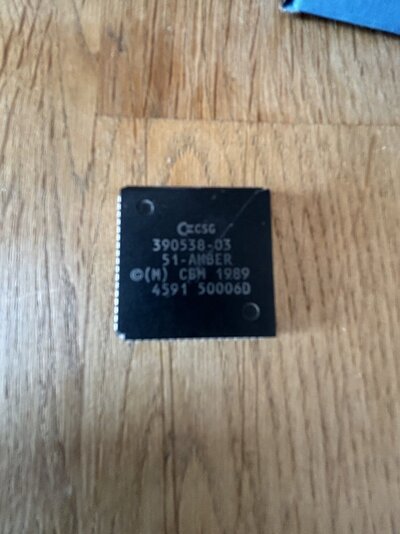 CSG
390538-03
51-AMBER
©(M) CBM 1989
4591 50006D